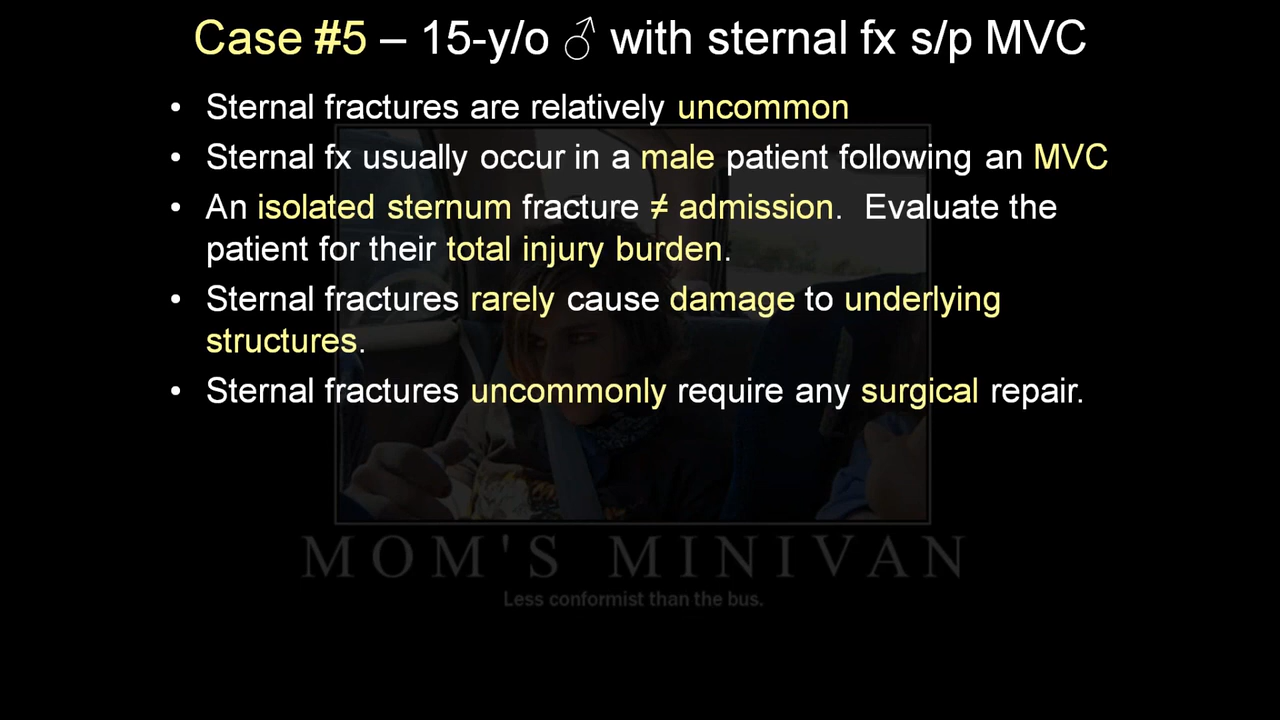 Case #5 – 15-y/o ♂ with sternal fx s/p MVC
• Sternal fractures are relatively uncommon
• Sternal fx usually occur in a male patient following an MVC
• An isolated sternum fracture ≠ admission.  Evaluate the
patient for their total injury burden.
• Sternal fractures rarely cause damage to underlying
structures.
• Sternal fractures uncommonly require any surgical repair.
MOM'S MINIVAN
Less conformist than the bus.